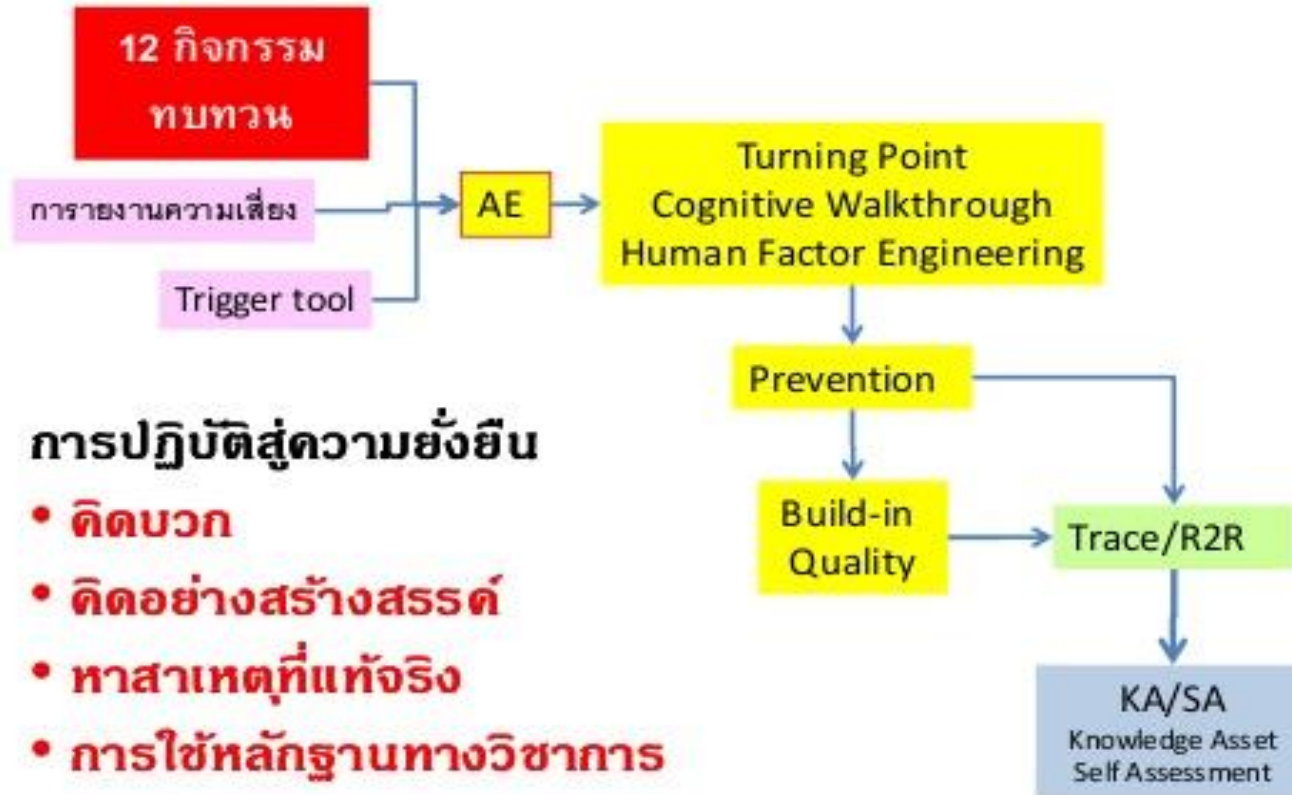 12 กิจกรรม
ทบทวน
การายงานความเสี่ยง
Trigger tool
AE
Turning Point
Cognitive Walkthrough
Human Factor Engineering
Prevention
Build-in
Quality
Trace/R2R
KA/SA
Knowledge Asset
Self Assessment
การปฏิบัติสู่ความยั่งยืน
• คิดบวก
• คิดอย่างสร้างสรรค์
• หาสาเหตุที่แท้จริง
• การใช้หลักฐานทางวิชาการ